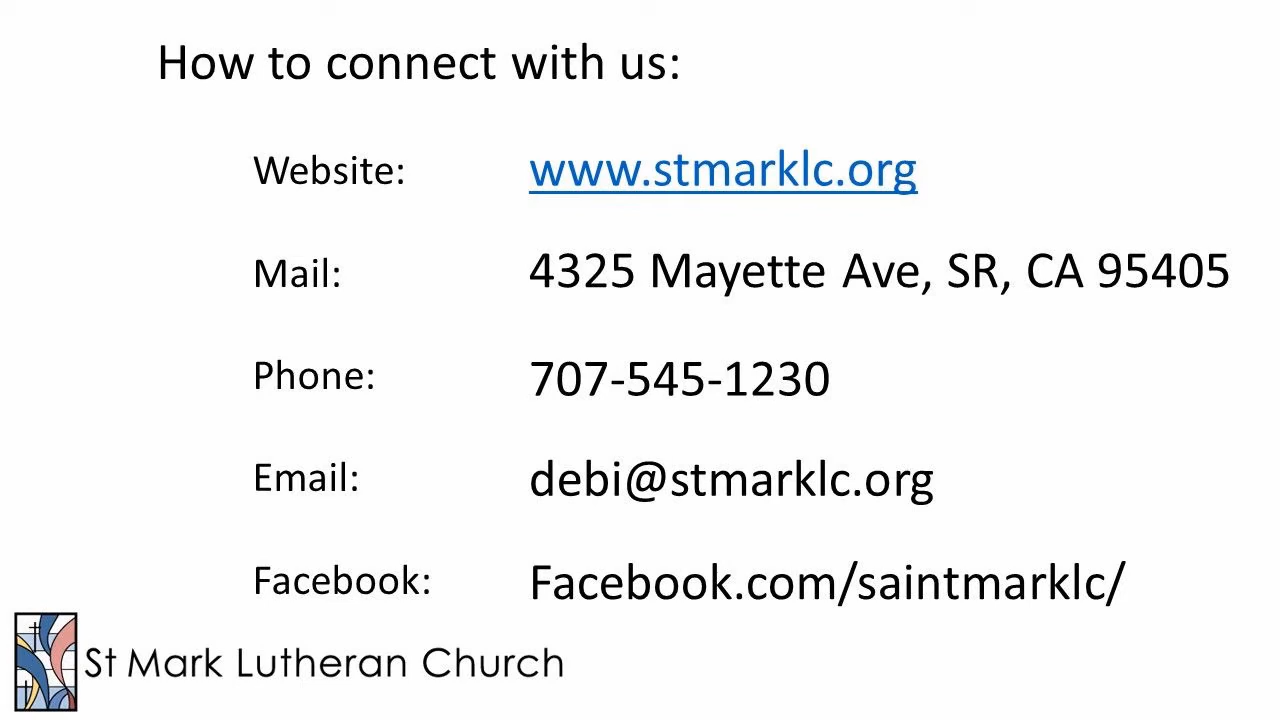 How to connect with us:
Website: www.stmarklc.org
Mail: 4325 Mayette Ave, SR, CA 95405
Phone: 707-545-1230
Email: debi@stmarklc.org
Facebook: Facebook.com/saintmarklc/
St Mark Lutheran Church